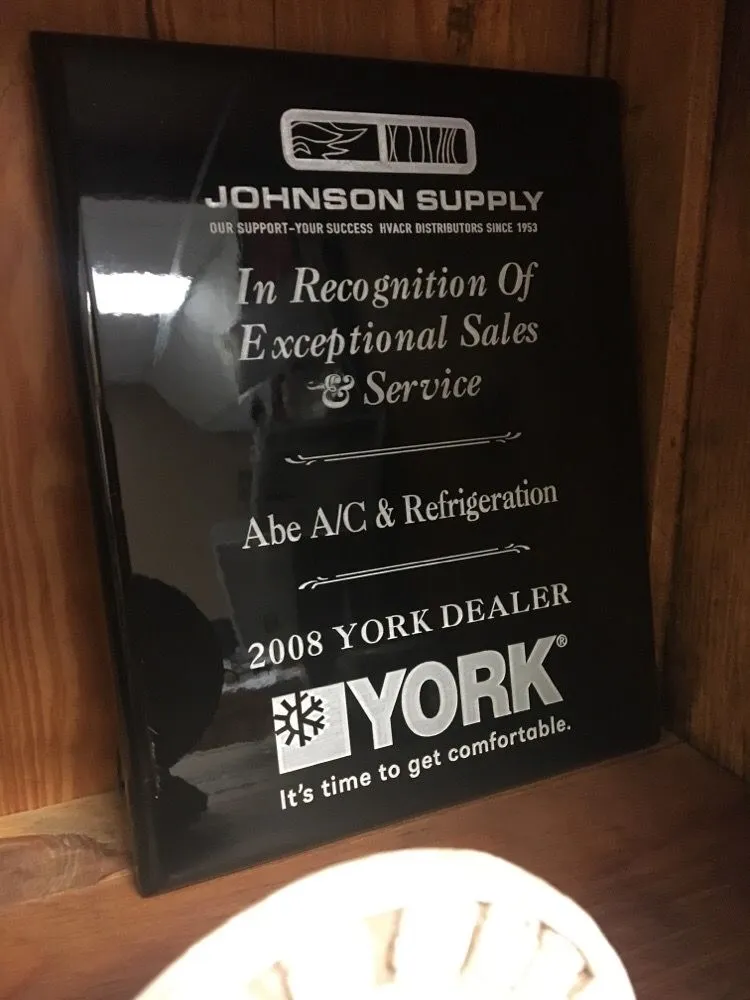 JOHNSON SUPPLY
OUR SUPPORT-YOUR SUCCESS HVACR DISTRIBUTORS SINCE 1953
In Recognition Of
Exceptional Sales
& Service
Abe A/C & Refrigeration
2008 YORK DEALER
YORK®
It's time to get comfortable.